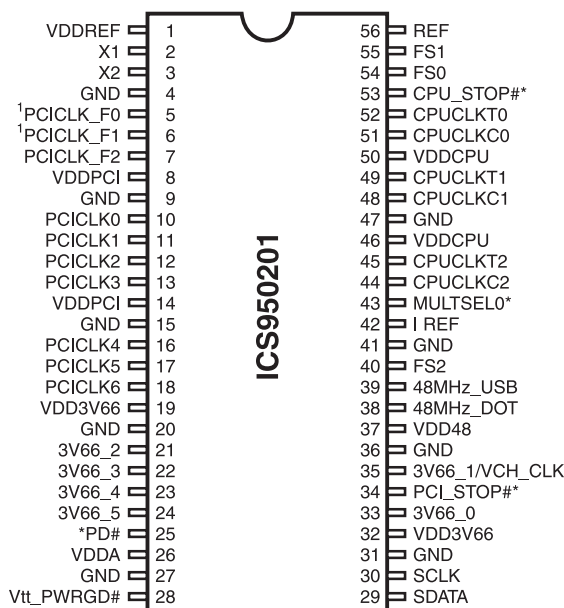 VDDREF 1 56 REF
X1 2 55 FS1
X2 3 54 FS0
GND 4 53 CPU_STOP#*
¹PCICLK_F0 5 52 CPUCLKT0
¹PCICLK_F1 6 51 CPUCLKC0
PCICLK_F2 7 50 VDDCPU
VDDPCI 8 49 CPUCLKT1
GND 9 48 CPUCLKC1
PCICLK0 10 47 GND
PCICLK1 11 46 VDDCPU
PCICLK2 12 45 CPUCLKT2
PCICLK3 13 44 CPUCLKC2
VDDPCI 14 43 MULTSEL0*
GND 15 42 I REF
PCICLK4 16 41 GND
PCICLK5 17 40 FS2
PCICLK6 18 39 48MHz_USB
VDD3V66 19 38 48MHz_DOT
GND 20 37 VDD48
3V66_2 21 36 GND
3V66_3 22 35 3V66_1/VCH_CLK
3V66_4 23 34 PCI_STOP#*
3V66_5 24 33 3V66_0
*PD# 25 32 VDD3V66
VDDA 26 31 GND
GND 27 30 SCLK
Vtt_PWRGD# 28 29 SDATA
ICS950201